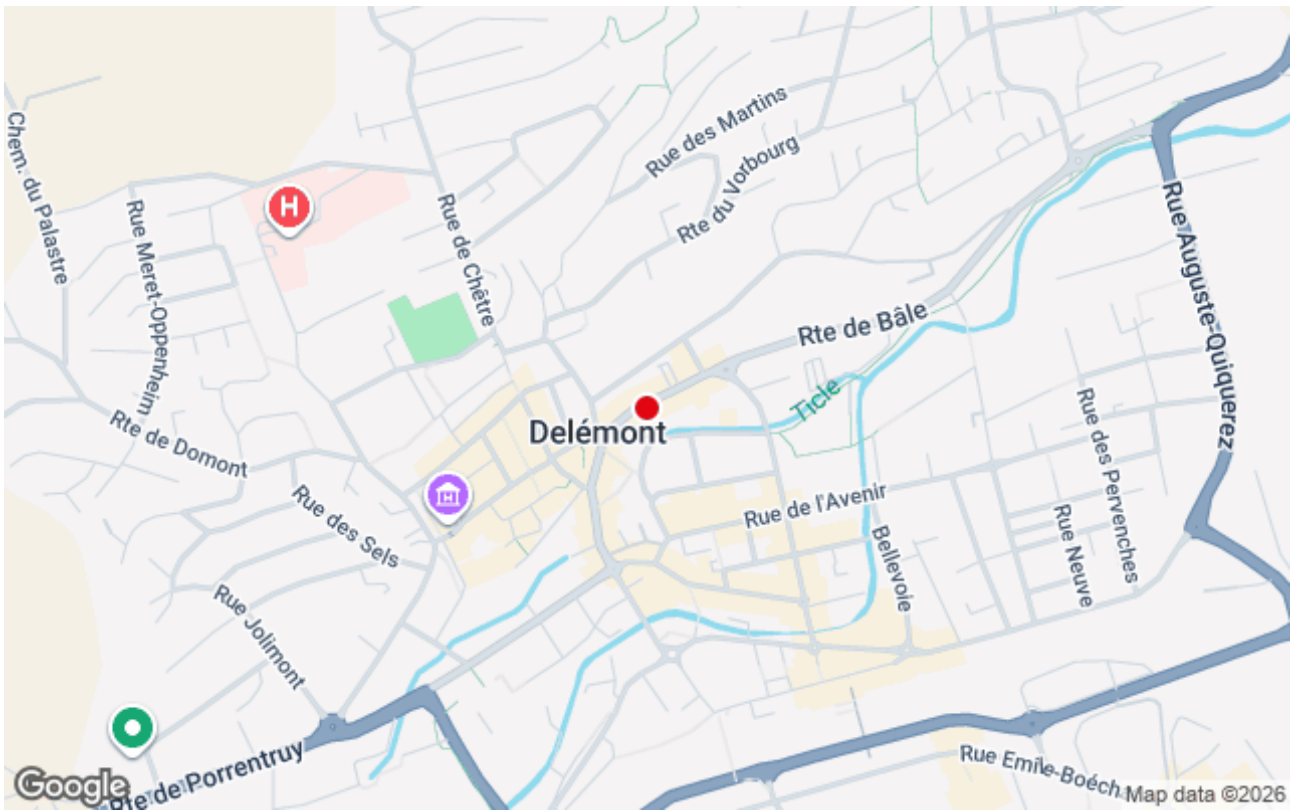 Chem. du Palastre
Rue Meret-Oppenheim
H
Rue de Chêtre
Rue des Martins
Rte du Vorbourg
Rte de Bâle
Rue Auguste-Quiquerez
Ticle
Delémont
Rte de Domont
Rue des Sels
Rue de l'Avenir
Bellevoie
Rue des Pervenches
Rue Neuve
Rue Jolimont
Rte de Porrentruy
Rue Emile-Boéch
Google
Map data ©2026